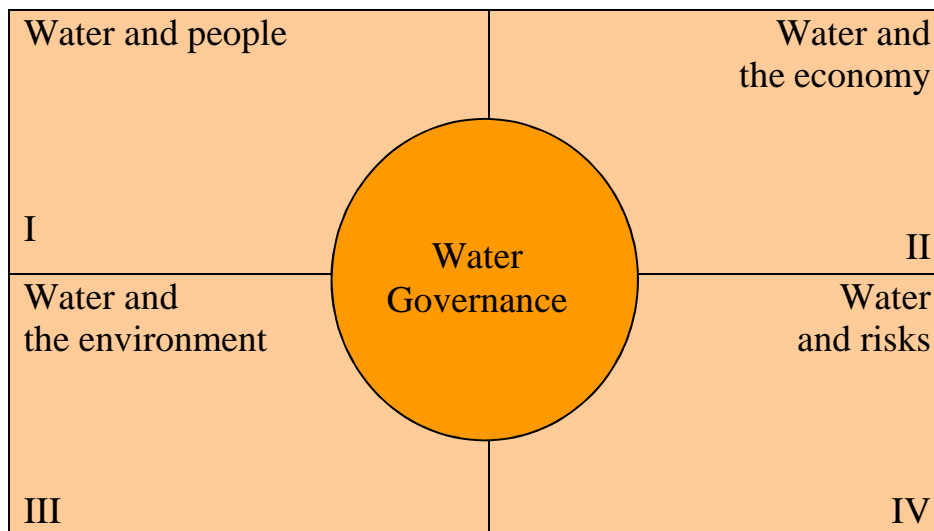 Water and people
I
Water and
the economy
II
Water
Governance
Water and
the environment
III
Water
and risks
IV